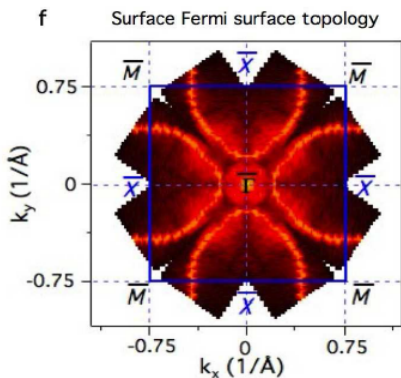 f Surface Fermi surface topology
M̅ X̅ M̅
0.75
X̅ Γ̅ X̅
0
-0.75
M̅ X̅ M̅
k_y (1/Å)
-0.75 0 0.75
k_x (1/Å)